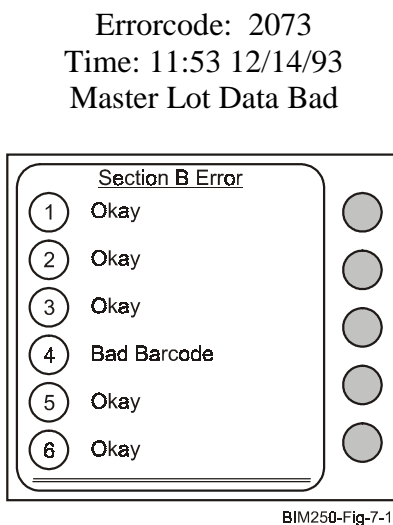 Errorcode: 2073
Time: 11:53 12/14/93
Master Lot Data Bad
Section B Error
1 Okay
2 Okay
3 Okay
4 Bad Barcode
5 Okay
6 Okay
BIM250-Fig-7-1